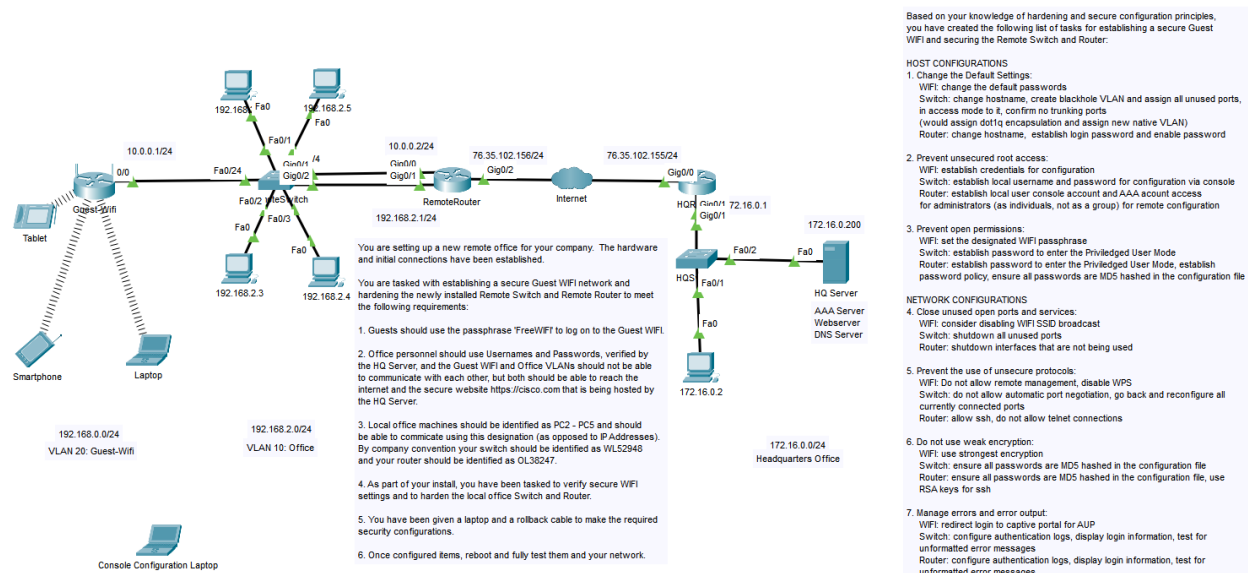 192.168.
Fa0
192.168.2.5
Fa0
Fa0/1
Gig0/1
/4
10.0.0.1/24
0/0
Fa0/24
Gig0/2
10.0.0.2/24
Gig0/0
Gig0/1
76.35.102.156/24
Gig0/2
76.35.102.155/24
Gig0/0
Guest-Wifi
teSwitch
RemoteRouter
Internet
HQR
Gig0/1
72.16.0.1
Gig0/1
192.168.2.1/24
Fa0/2
Fa0/3
Fa0
Fa0
Tablet
192.168.2.3
192.168.2.4
172.16.0.200
Fa0/2
Fa0
HQS
Fa0/1
HQ Server
AAA Server
Webserver
DNS Server
Fa0
172.16.0.2
Smartphone
Laptop
192.168.0.0/24
VLAN 20: Guest-Wifi
192.168.2.0/24
VLAN 10: Office
172.16.0.0/24
Headquarters Office
Console Configuration Laptop
You are setting up a new remote office for your company. The hardware
and initial connections have been established.
You are tasked with establishing a secure Guest WIFI network and
hardening the newly installed Remote Switch and Remote Router to meet
the following requirements:
1. Guests should use the passphrase 'FreeWIFI' to log on to the Guest WIFI.
2. Office personnel should use Usernames and Passwords, verified by
the HQ Server, and the Guest WIFI and Office VLANs should not be able
to communicate with each other, but both should be able to reach the
internet and the secure website https://cisco.com that is being hosted by
the HQ Server.
3. Local office machines should be identified as PC2 - PC5 and should
be able to commicate using this designation (as opposed to IP Addresses).
By company convention your switch should be identified as WL52948
and your router should be identified as OL38247.
4. As part of your install, you have been tasked to verify secure WIFI
settings and to harden the local office Switch and Router.
5. You have been given a laptop and a rollback cable to make the required
security configurations.
6. Once configured items, reboot and fully test them and your network.
Based on your knowledge of hardening and secure configuration principles,
you have created the following list of tasks for establishing a secure Guest
WIFI and securing the Remote Switch and Router:
HOST CONFIGURATIONS
1. Change the Default Settings:
WIFI: change the default passwords
Switch: change hostname, create blackhole VLAN and assign all unused ports,
in access mode to it, confirm no trunking ports
(would assign dot1q encapsulation and assign new native VLAN)
Router: change hostname, establish login password and enable password
2. Prevent unsecured root access:
WIFI: establish credentials for configuration
Switch: establish local username and password for configuration via console
Router: establish local user console account and AAA acount access
for administrators (as individuals, not as a group) for remote configuration
3. Prevent open permissions:
WIFI: set the designated WIFI passphrase
Switch: establish password to enter the Priviledged User Mode
Router: establish password to enter the Priviledged User Mode, establish
password policy, ensure all passwords are MD5 hashed in the configuration file
NETWORK CONFIGURATIONS
4. Close unused open ports and services:
WIFI: consider disabling WIFI SSID broadcast
Switch: shutdown all unused ports
Router: shutdown interfaces that are not being used
5. Prevent the use of unsecure protocols:
WIFI: Do not allow remote management, disable WPS
Switch: do not allow automatic port negotiation, go back and reconfigure all
currently connected ports
Router: allow ssh, do not allow telnet connections
6. Do not use weak encryption:
WIFI: use strongest encryption
Switch: ensure all passwords are MD5 hashed in the configuration file
Router: ensure all passwords are MD5 hashed in the configuration file, use
RSA keys for ssh
7. Manage errors and error output:
WIFI: redirect login to captive portal for AUP
Switch: configure authentication logs, display login information, test for
unformatted error messages
Router: configure authentication logs, display login information, test for
unformatted error messages